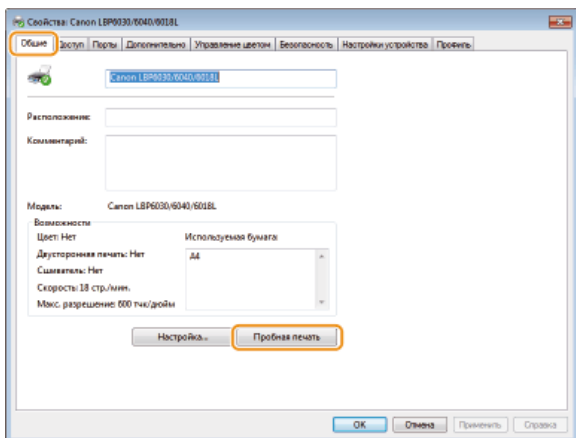 Свойства: Canon LBP6030/6040/6018L
Общие Доступ Порты Дополнительно Управление цветом Безопасность Настройки устройства Профиль
Canon LBP6030/6040/6018L
Расположение:
Комментарий:
Модель: Canon LBP6030/6040/6018L
Возможности
Цвет: Нет Используемая бумага:
Двусторонняя печать: Нет A4
Сшиватель: Нет
Скорость: 18 стр./мин.
Макс. разрешение: 600 тчк/дюйм
Настройка... Пробная печать
ОК Отмена Применить Справка